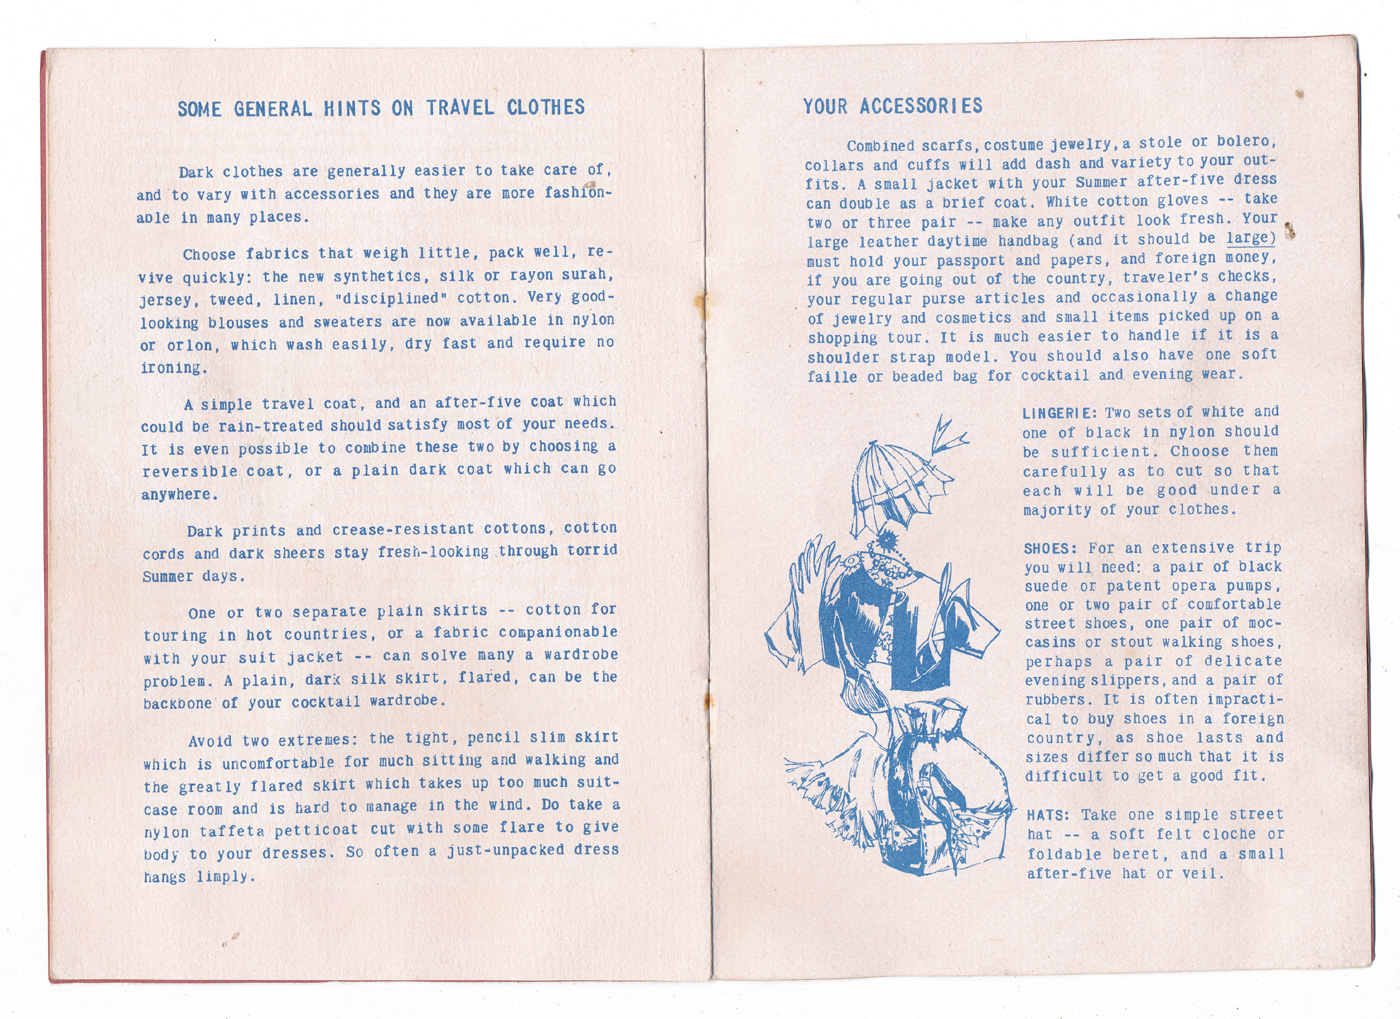 SOME GENERAL HINTS ON TRAVEL CLOTHES
Dark clothes are generally easier to take care of,
and to vary with accessories and they are more fashion-
able in many places.
Choose fabrics that weigh little, pack well, re-
vive quickly: the new synthetics, silk or rayon surah,
jersey, tweed, linen, "disciplined" cotton. Very good-
looking blouses and sweaters are now available in nylon
or orlon, which wash easily, dry fast and require no
ironing.
A simple travel coat, and an after-five coat which
could be rain-treated should satisfy most of your needs.
It is even possible to combine these two by choosing a
reversible coat, or a plain dark coat which can go
anywhere.
Dark prints and crease-resistant cottons, cotton
cords and dark sheers stay fresh-looking through torrid
Summer days.
One or two separate plain skirts -- cotton for
touring in hot countries, or a fabric companionable
with your suit jacket -- can solve many a wardrobe
problem. A plain, dark silk skirt, flared, can be the
backbone of your cocktail wardrobe.
Avoid two extremes: the tight, pencil slim skirt
which is uncomfortable for much sitting and walking and
the greatly flared skirt which takes up too much suit-
case room and is hard to manage in the wind. Do take a
nylon taffeta petticoat cut with some flare to give
body to your dresses. So often a just-unpacked dress
hangs limply.
YOUR ACCESSORIES
Combined scarfs, costume jewelry, a stole or bolero,
collars and cuffs will add dash and variety to your out-
fits. A small jacket with your Summer after-five dress
can double as a brief coat. White cotton gloves -- take
two or three pair -- make any outfit look fresh. Your
large leather daytime handbag (and it should be large)
must hold your passport and papers, and foreign money,
if you are going out of the country, traveler's checks,
your regular purse articles and occasionally a change
of jewelry and cosmetics and small items picked up on a
shopping tour. It is much easier to handle if it is a
shoulder strap model. You should also have one soft
faille or beaded bag for cocktail and evening wear.
LINGERIE: Two sets of white and
one of black in nylon should
be sufficient. Choose them
carefully as to cut so that
each will be good under a
majority of your clothes.
SHOES: For an extensive trip
you will need: a pair of black
suede or patent opera pumps,
one or two pair of comfortable
street shoes, one pair of moc-
casins or stout walking shoes,
perhaps a pair of delicate
evening slippers, and a pair of
rubbers. It is often impracti-
cal to buy shoes in a foreign
country, as shoe lasts and
sizes differ so much that it is
difficult to get a good fit.
HATS: Take one simple street
hat -- a soft felt cloche or
foldable beret, and a small
after-five hat or veil.